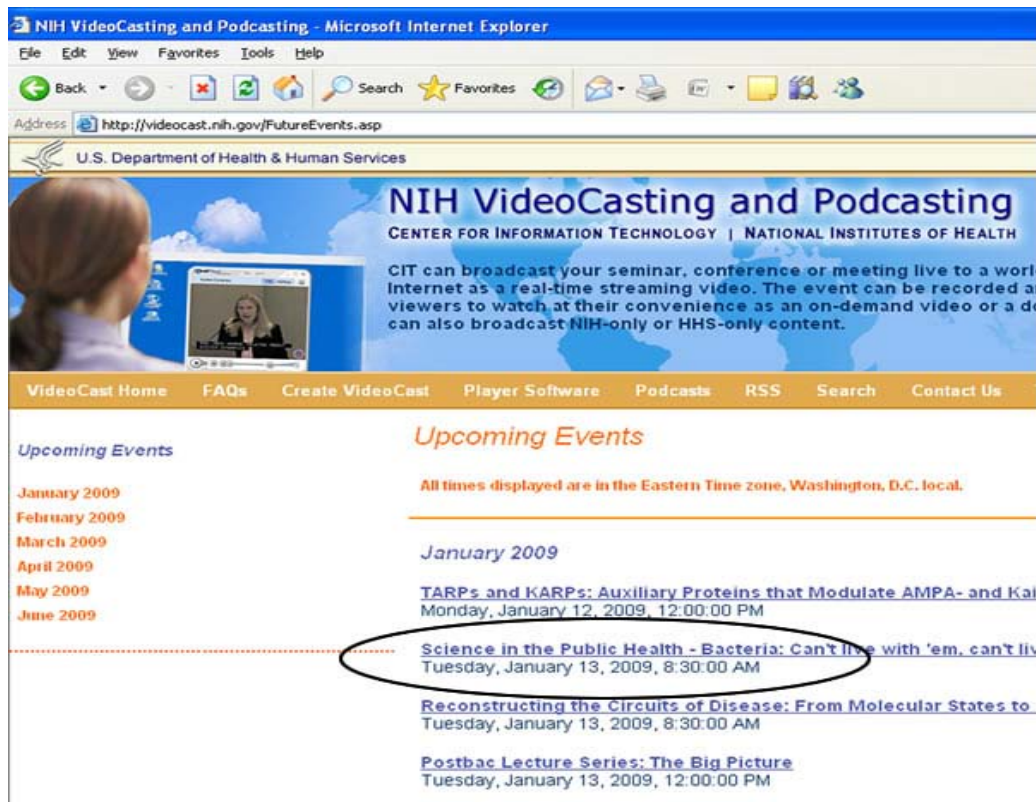 NIH VideoCasting and Podcasting - Microsoft Internet Explorer
File Edit View Favorites Tools Help
Back Search Favorites
Address http://videocast.nih.gov/FutureEvents.asp
U.S. Department of Health & Human Services
NIH VideoCasting and Podcasting
CENTER FOR INFORMATION TECHNOLOGY | NATIONAL INSTITUTES OF HEALTH
CIT can broadcast your seminar, conference or meeting live to a
Internet as a real-time streaming video. The event can be recorded
viewers to watch at their convenience as an on-demand video or a
can also broadcast NIH-only or HHS-only content.
VideoCast Home FAQs Create VideoCast Player Software Podcasts RSS Search Contact Us
Upcoming Events
January 2009
February 2009
March 2009
April 2009
May 2009
June 2009
Upcoming Events
All times displayed are in the Eastern Time zone, Washington, D.C. local.
January 2009
TARPs and KARPs: Auxiliary Proteins that Modulate AMPA- and
Monday, January 12, 2009, 12:00:00 PM
Science in the Public Health - Bacteria: Can't live with 'em, can't
Tuesday, January 13, 2009, 8:30:00 AM
Reconstructing the Circuits of Disease: From Molecular States to
Tuesday, January 13, 2009, 8:30:00 AM
Postbac Lecture Series: The Big Picture
Tuesday, January 13, 2009, 12:00:00 PM